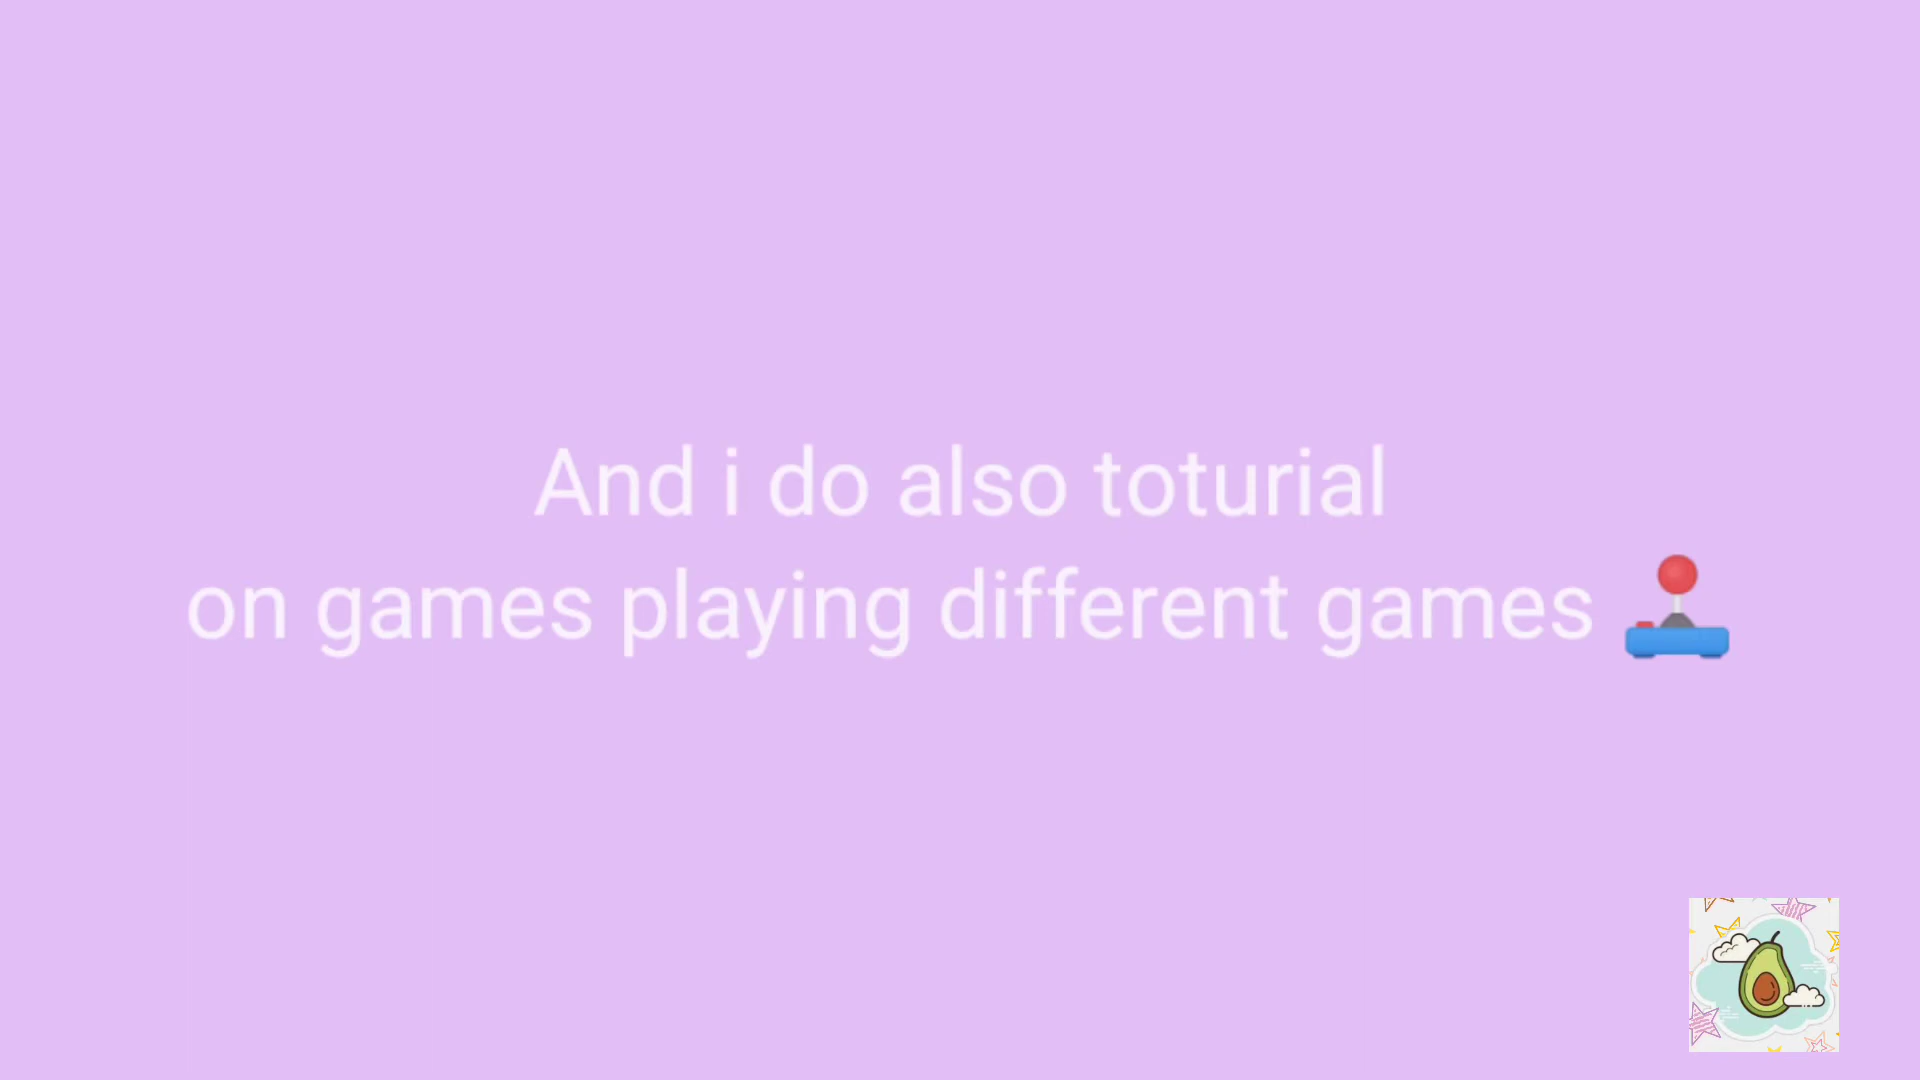 And i do also toturial
on games playing different games 🕹️